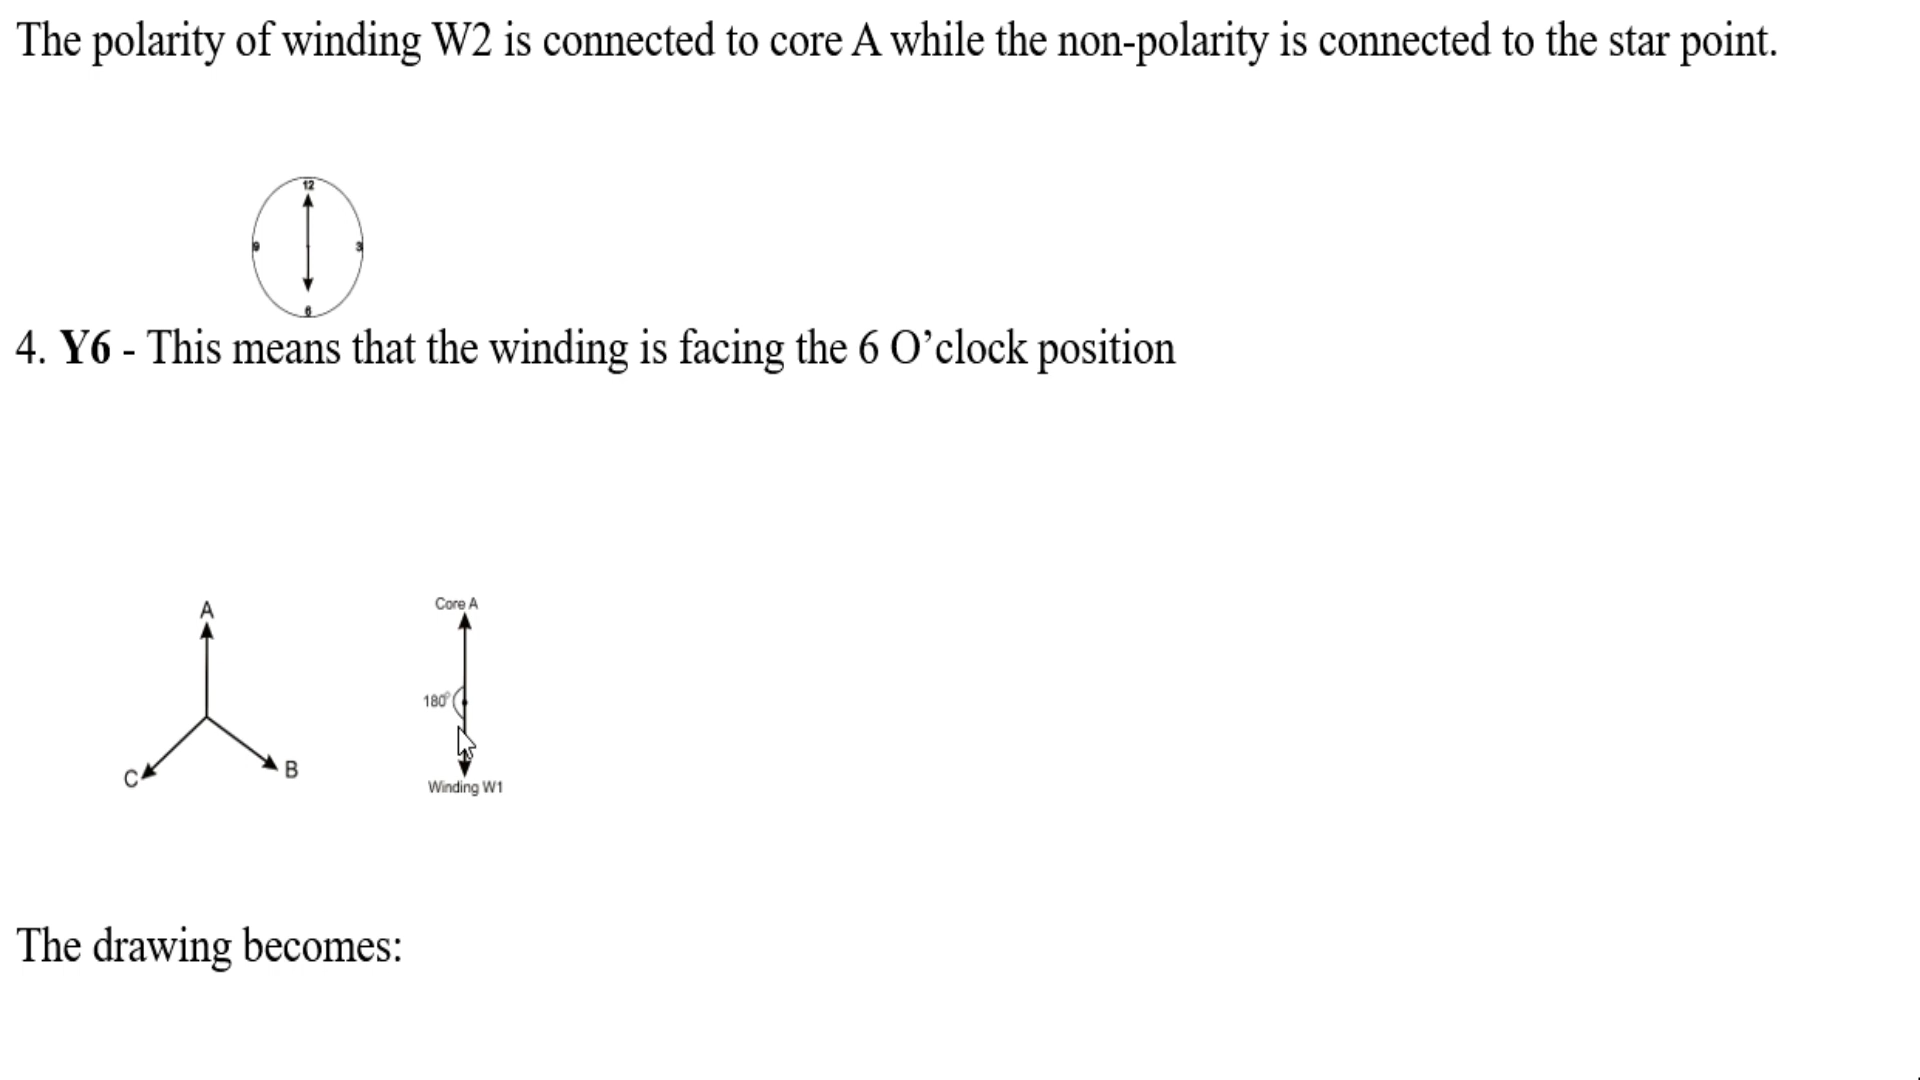 The polarity of winding W2 is connected to core A while the non-polarity is connected to the star point.
12
9 3
6
4. Y6 - This means that the winding is facing the 6 O’clock position
A
Core A
180°
C B
Winding W1
The drawing becomes: